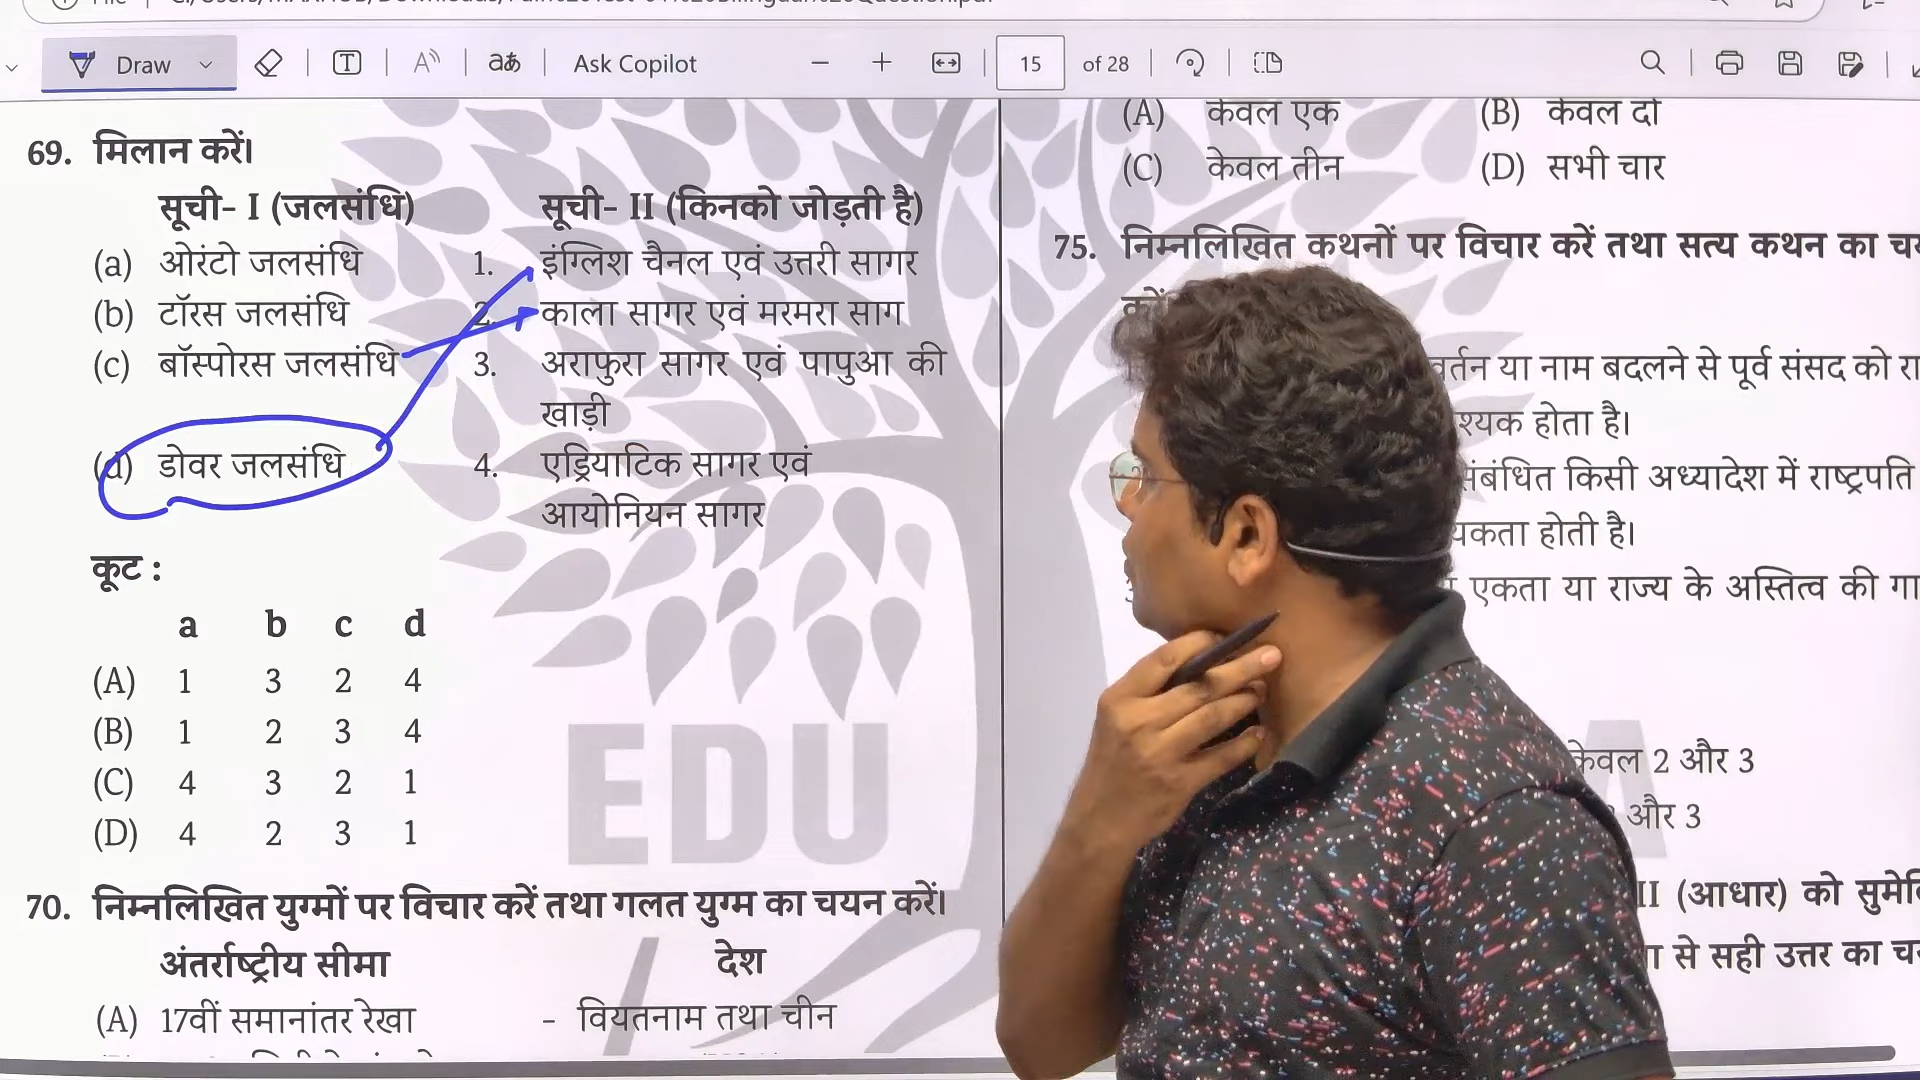 Draw
aあ
Ask Copilot
15 of 28
69. मिलान करें।
सूची- I (जलसंधि) सूची- II (किनको जोड़ती है)
(a) ओरंटो जलसंधि 1. इंग्लिश चैनल एवं उत्तरी सागर
(b) टॉरस जलसंधि 2. काला सागर एवं मरमरा साग
(c) बॉस्पोरस जलसंधि 3. अराफुरा सागर एवं पापुआ की
खाड़ी
(d) डोवर जलसंधि 4. एड्रियाटिक सागर एवं
आयोनियन सागर
कूट :
a b c d
(A) 1 3 2 4
(B) 1 2 3 4
(C) 4 3 2 1
(D) 4 2 3 1
EDU
70. निम्नलिखित युग्मों पर विचार करें तथा गलत युग्म का चयन करें।
अंतर्राष्ट्रीय सीमा देश
(A) 17वीं समानांतर रेखा - वियतनाम तथा चीन
(A) केवल एक (B) केवल दो
(C) केवल तीन (D) सभी चार
75. निम्नलिखित कथनों पर विचार करें तथा सत्य कथन का
या नाम बदलने से पूर्व संसद को
होता है।
किसी अध्यादेश में राष्ट्रपति
होती है।
एकता या राज्य के अस्तित्व की
केवल 2 और 3
और 3
II (आधार) को
से सही उत्तर का